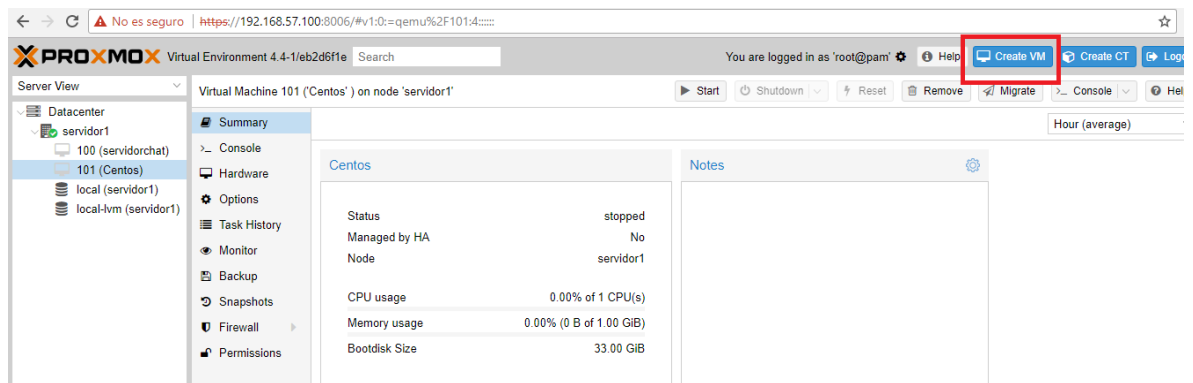 No es seguro | https://192.168.57.100:8006/#v1:0:=qemu%2F101:4::::::
PROXMOX Virtual Environment 4.4-1/eb2d6f1e Search You are logged in as 'root@pam' Help Create VM Create CT
Server View Virtual Machine 101 ('Centos' ) on node 'servidor1' Start Shutdown Reset Remove Migrate >_ Console
Datacenter
servidor1
100 (servidorchat)
101 (Centos)
local (servidor1)
local-lvm (servidor1)
Summary
>_ Console
Hardware
Options
Task History
Monitor
Backup
Snapshots
Firewall
Permissions
Hour (average)
Centos
Status stopped
Managed by HA No
Node servidor1
CPU usage 0.00% of 1 CPU(s)
Memory usage 0.00% (0 B of 1.00 GiB)
Bootdisk Size 33.00 GiB
Notes